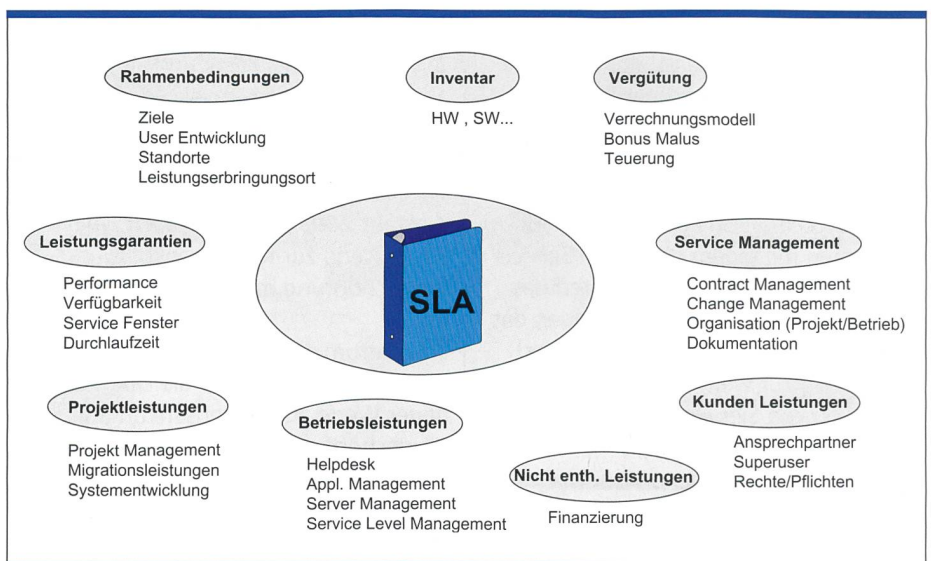 Rahmenbedingungen
Ziele
User Entwicklung
Standorte
Leistungserbringungsort
Inventar
HW , SW...
Vergütung
Verrechnungsmodell
Bonus Malus
Teuerung
Leistungsgarantien
Performance
Verfügbarkeit
Service Fenster
Durchlaufzeit
SLA
Service Management
Contract Management
Change Management
Organisation (Projekt/Betrieb)
Dokumentation
Projektleistungen
Projekt Management
Migrationsleistungen
Systementwicklung
Betriebsleistungen
Helpdesk
Appl. Management
Server Management
Service Level Management
Nicht enth. Leistungen
Finanzierung
Kunden Leistungen
Ansprechpartner
Superuser
Rechte/Pflichten